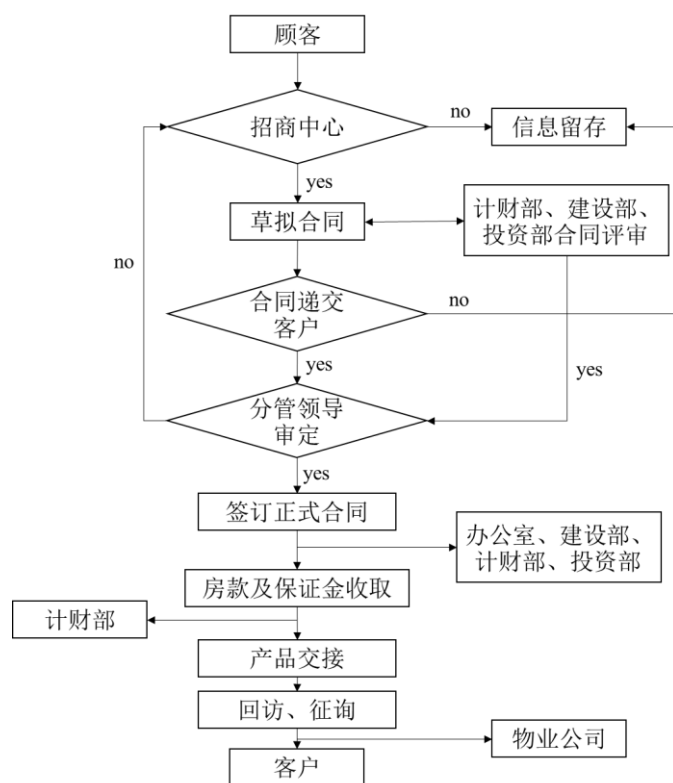 顾客
招商中心
no
信息留存
yes
草拟合同
计财部、建设部、
投资部合同评审
no
合同递交
客户
no
yes
yes
分管领导
审定
yes
签订正式合同
办公室、建设部、
计财部、投资部
房款及保证金收取
计财部
产品交接
回访、征询
物业公司
客户